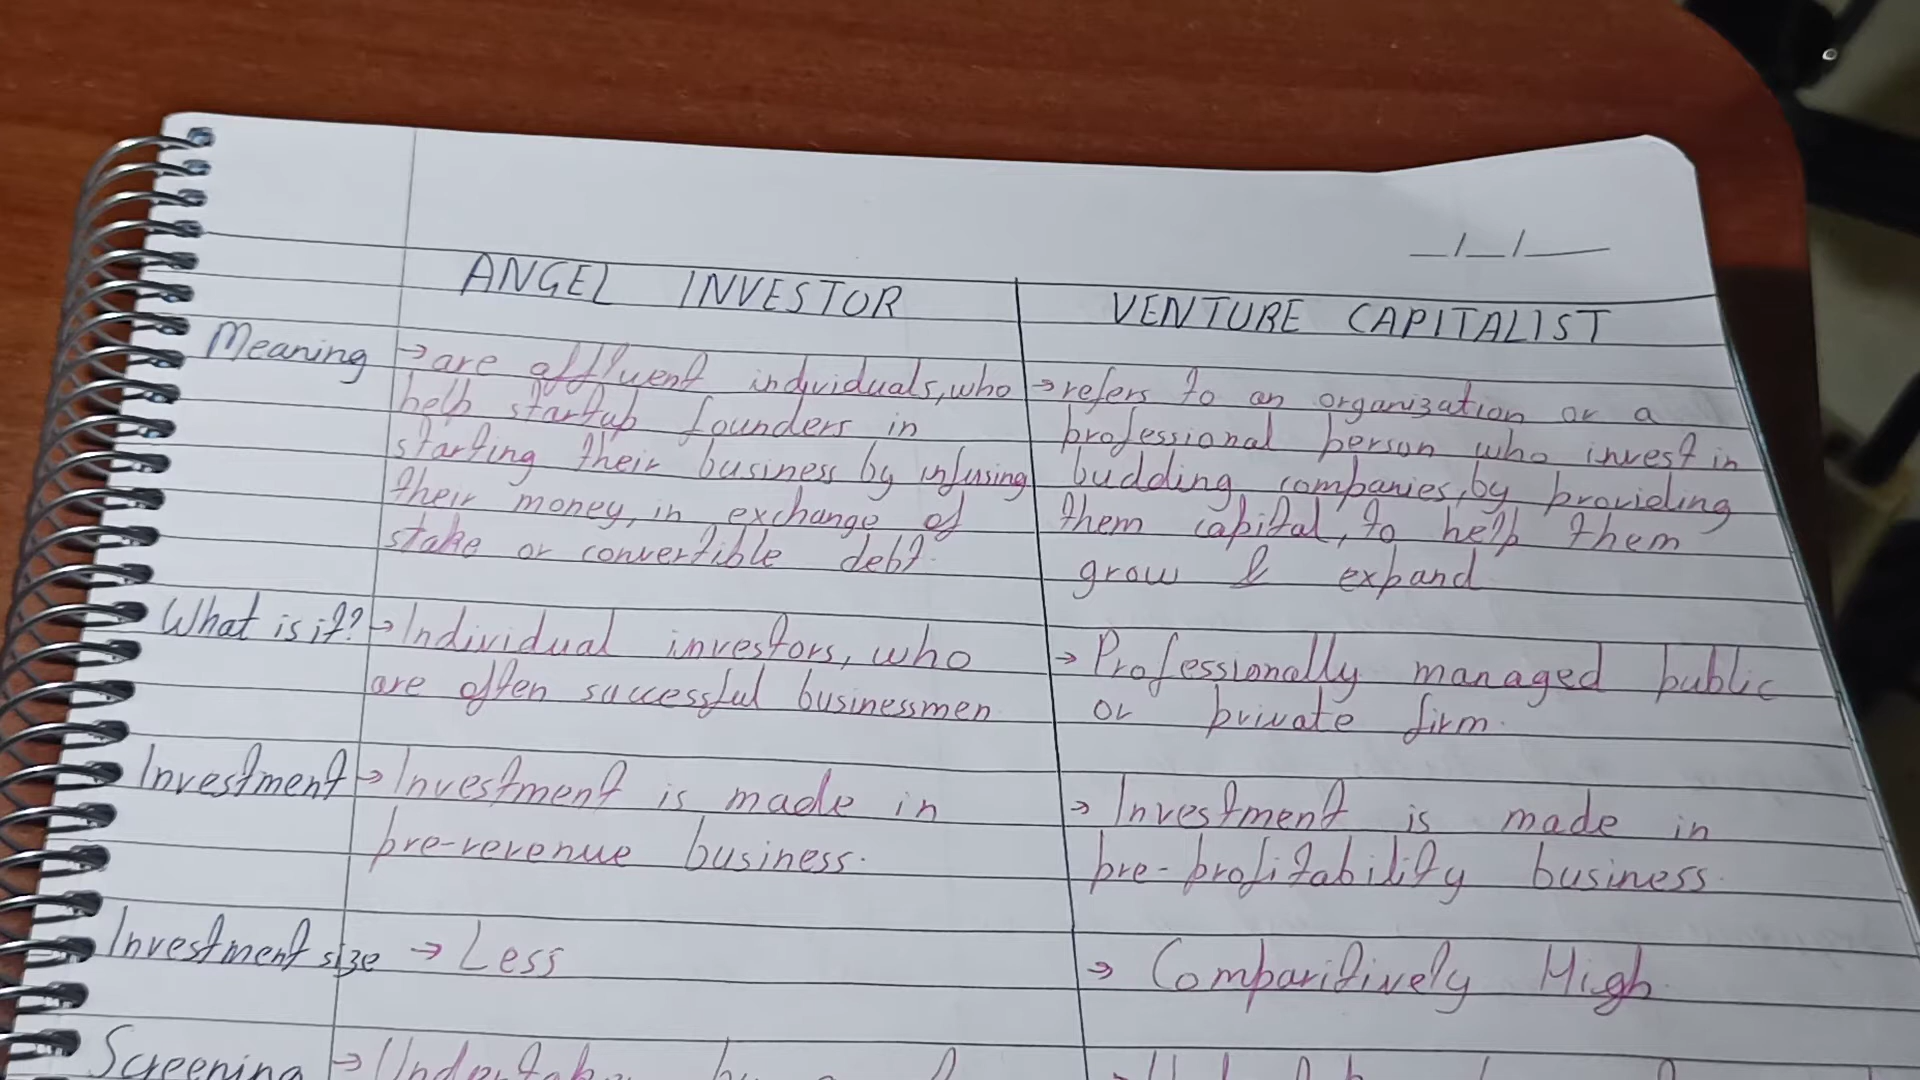 ANGEL INVESTOR VENTURE CAPITALIST
Meaning → are affluent individuals, who
help startup founders in
starting their business by infusing
their money, in exchange of
stake or convertible debt.
→ refers to an organization or a
professional person who invest in
budding companies, by providing
them capital, to help them
grow & expand
What is it? → Individual investors, who
are often successful businessmen
→ Professionally managed public
or private firm.
Investment → Investment is made in
pre-revenue business.
→ Investment is made in
pre-profitability business.
Investment size → Less
→ Comparitively High.
Screening →